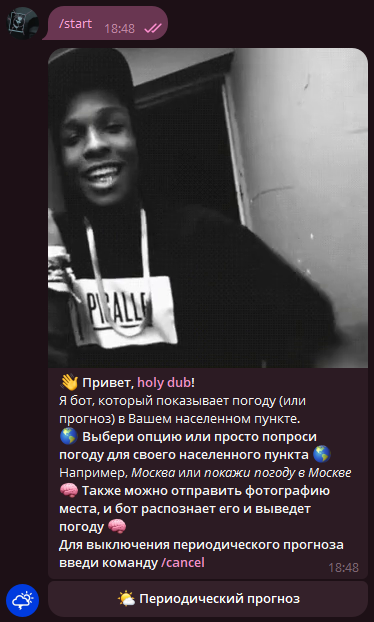 /start
18:48
PIGALLE
👋 Привет, holy dub!
Я бот, который показывает погоду (или
прогноз) в Вашем населенном пункте.
🌎 Выбери опцию или просто попроси
погоду для своего населенного пункта 🌎
Например, Москва или покажи погоду в Москве
🧠 Также можно отправить фотографию
места, и бот распознает его и выведет
погоду 🧠
Для выключения периодического прогноза
введи команду /cancel
18:48
🌤 Периодический прогноз